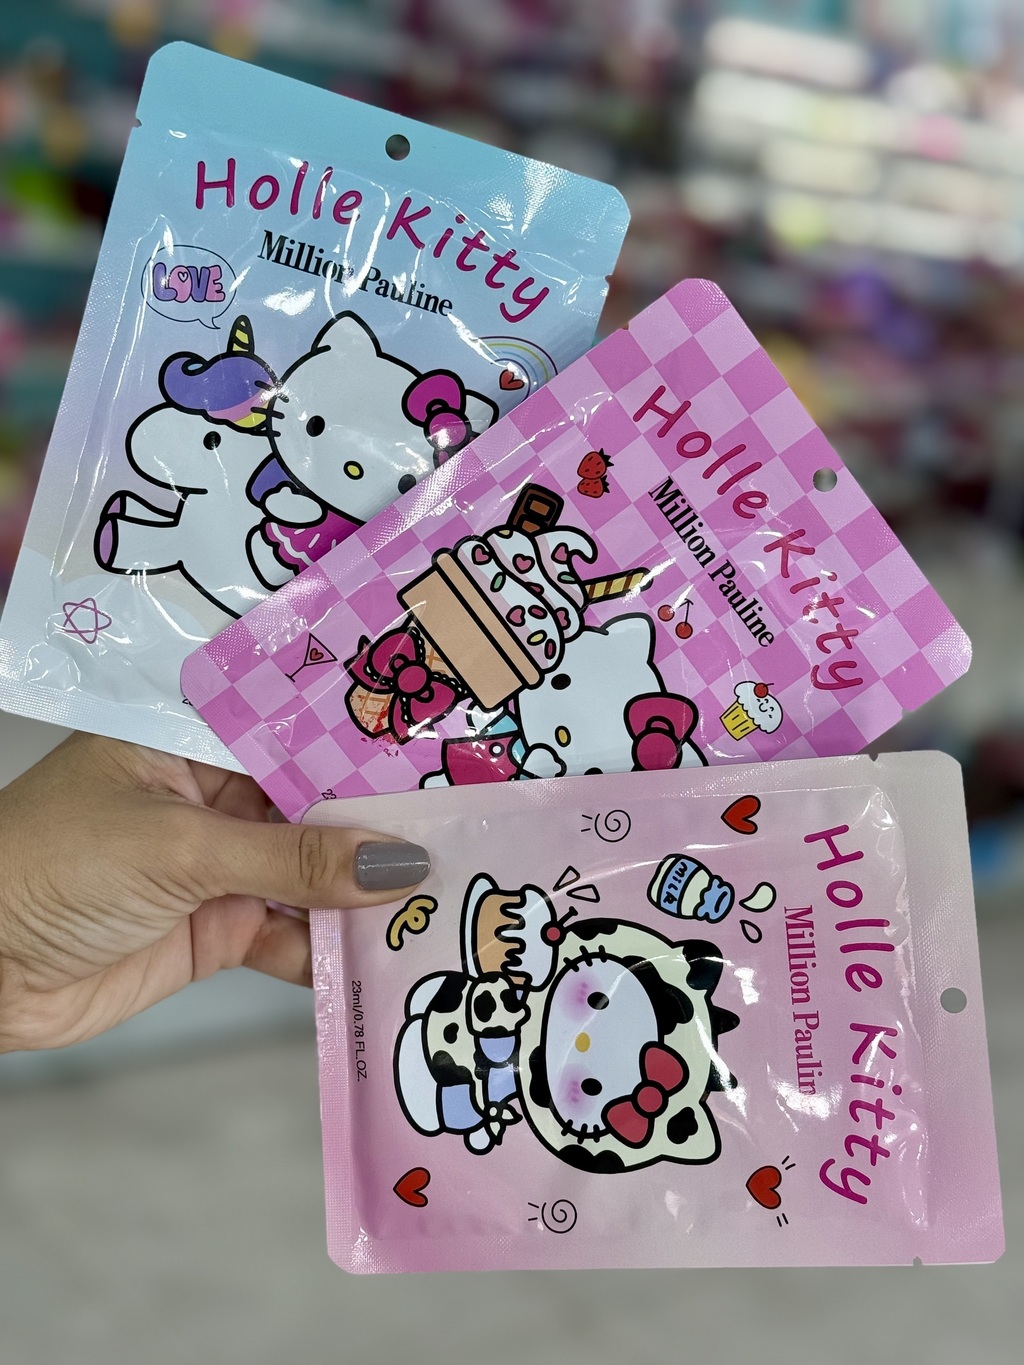 Holle Kitty
Million Pauline
LOVE
Holle Kitty
Million Pauline
23
Holle Kitty
Million Paulin
milk
23ml/0.78 FL.OZ.